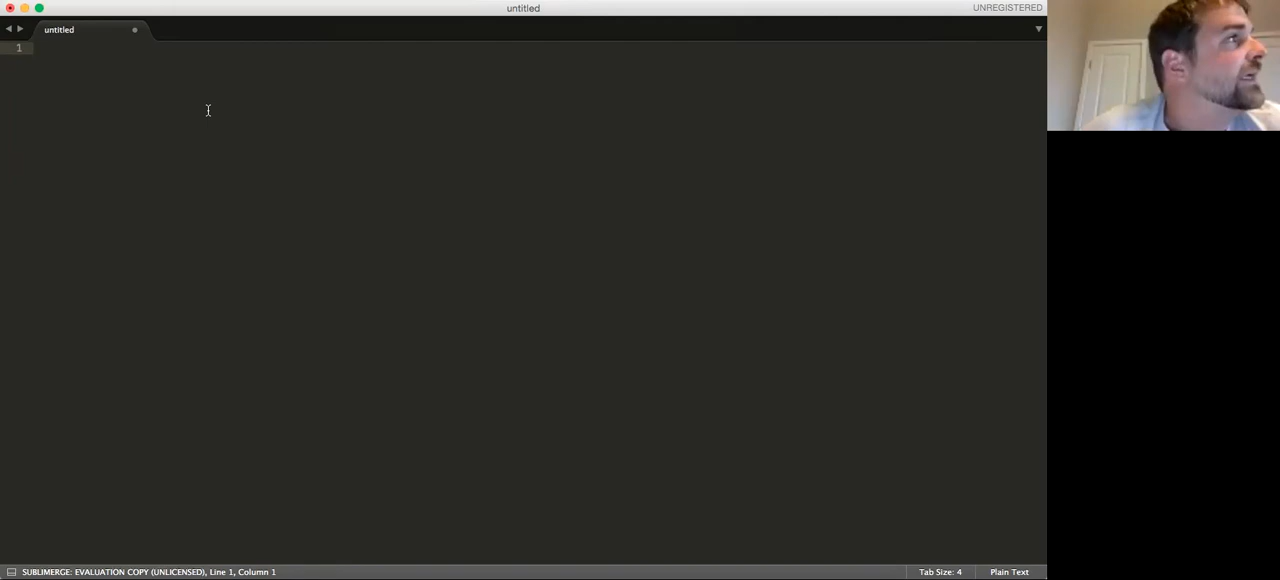 untitled
UNREGISTERED
untitled
1
SUBLIMERGE: EVALUATION COPY (UNLICENSED), Line 1, Column 1
Tab Size: 4
Plain Text